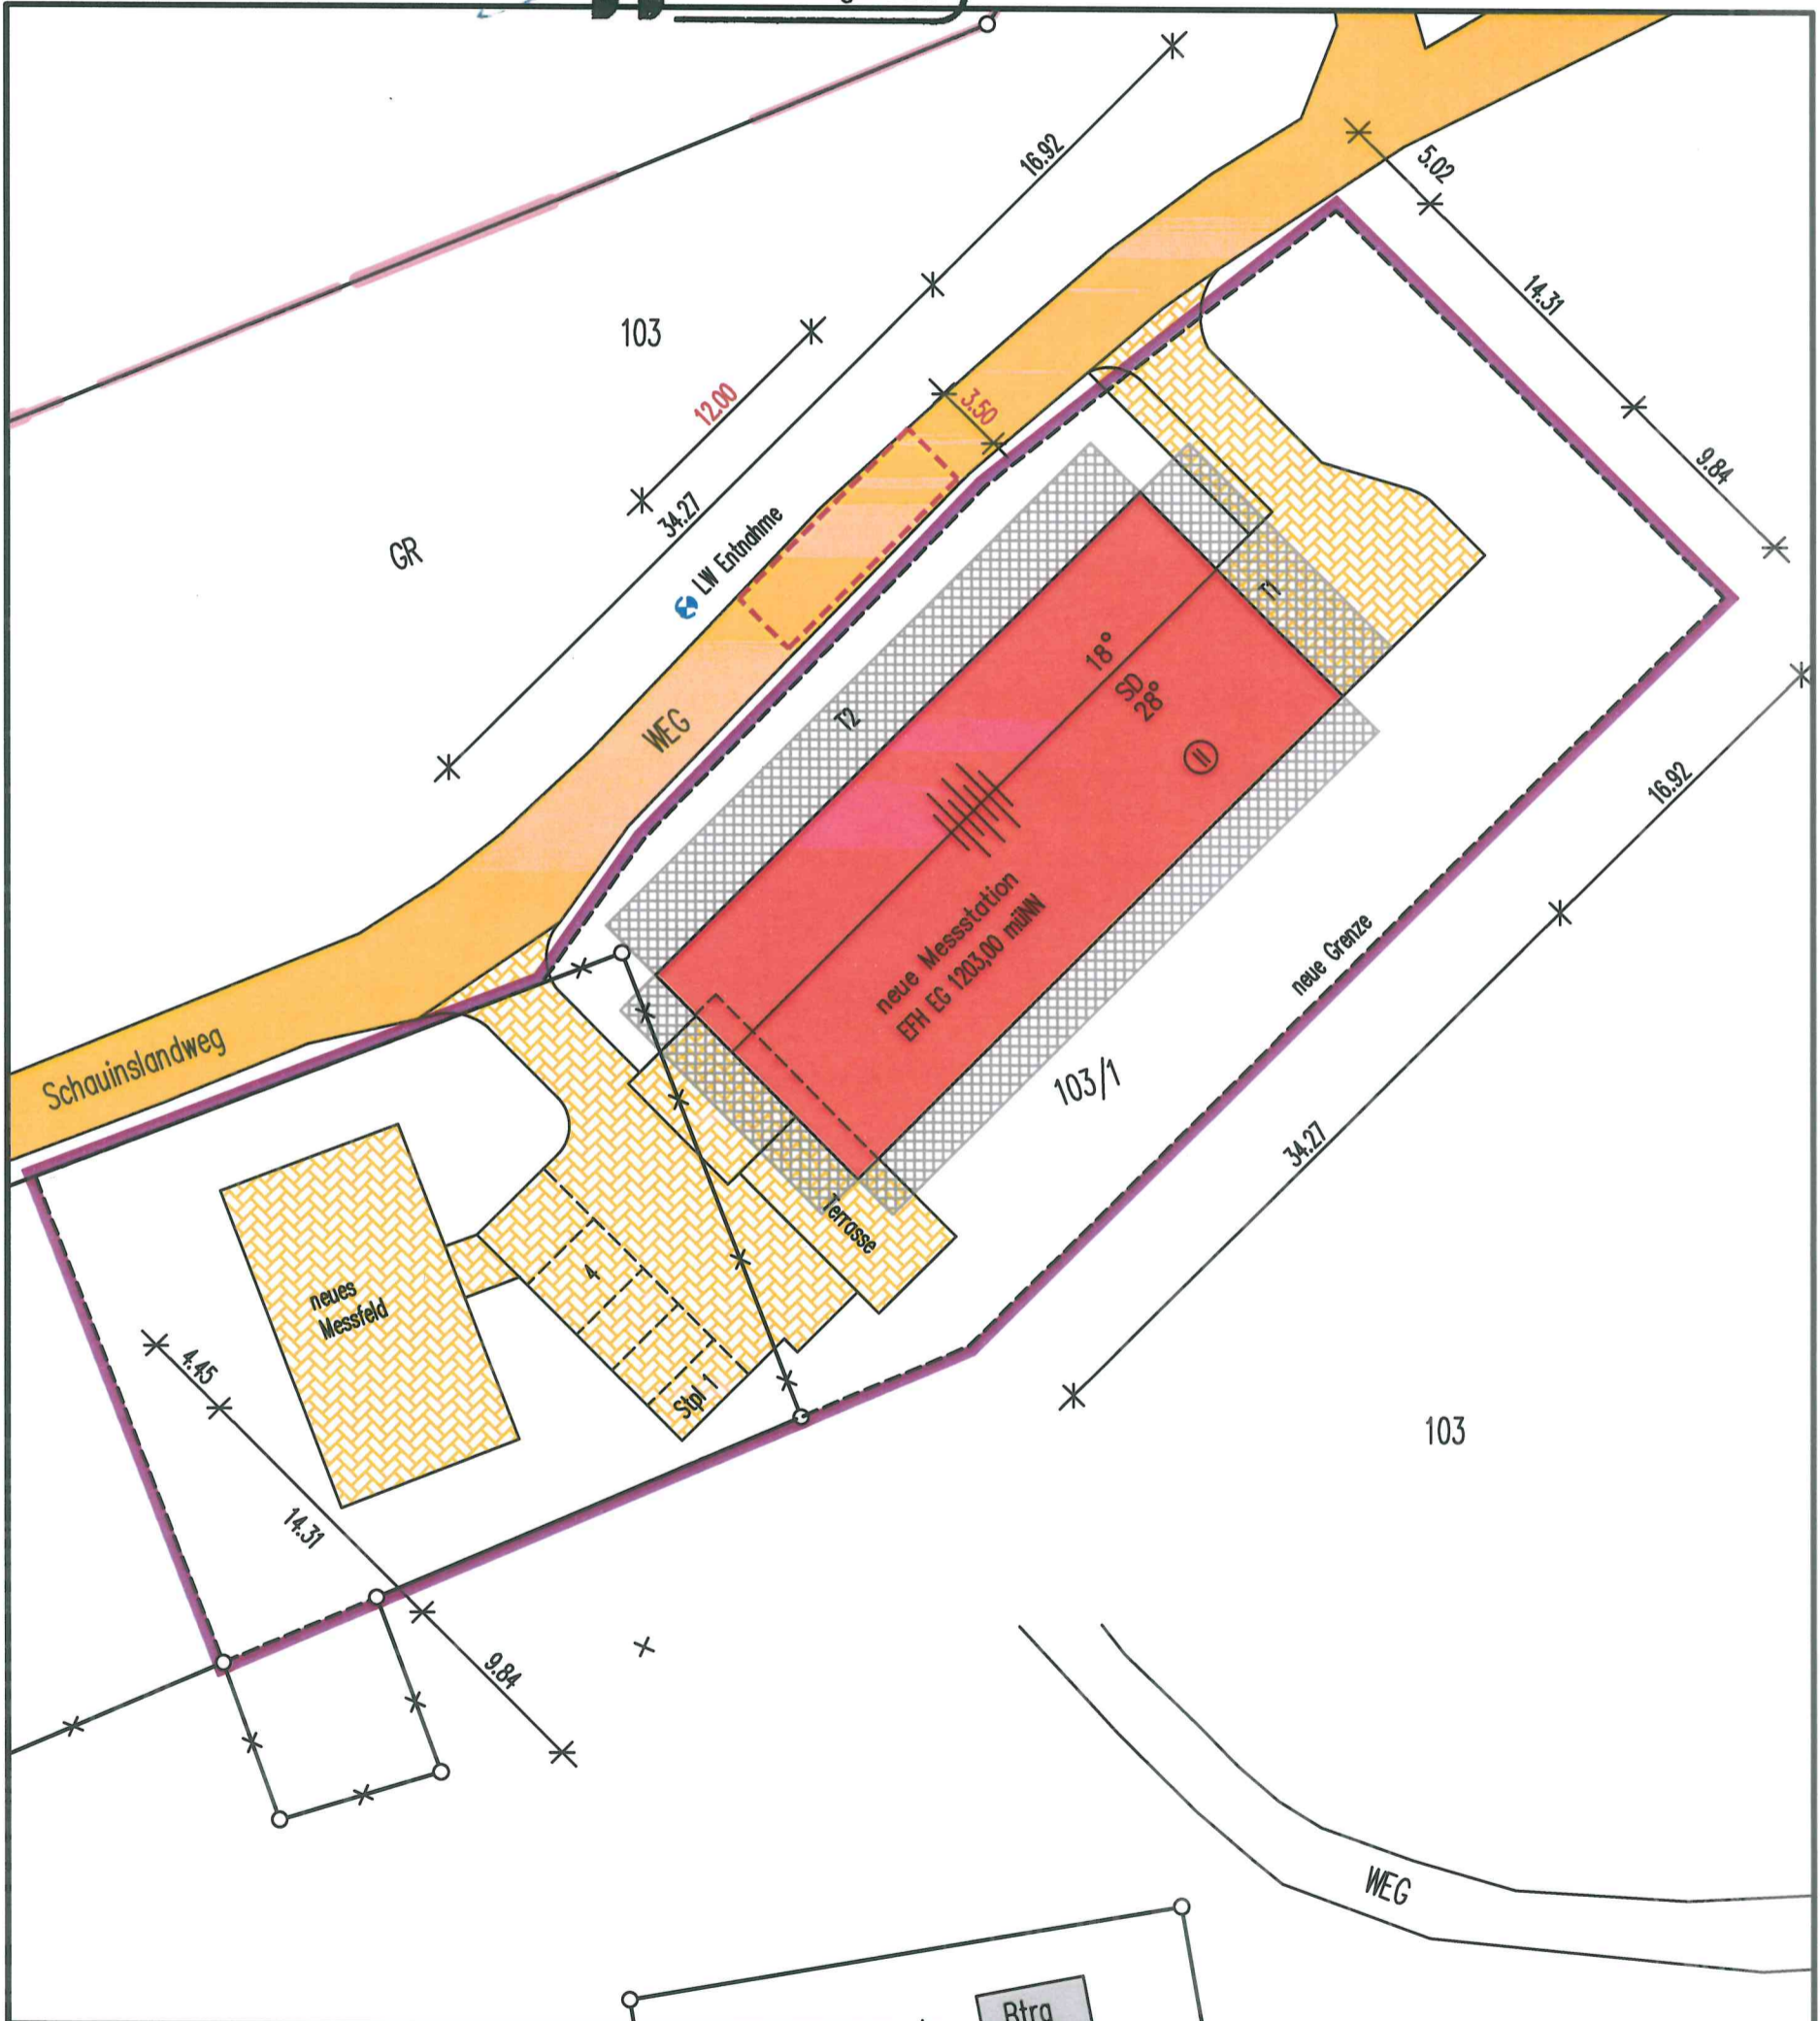 16.92
5.02
14.31
9.84
103
12.00
3.50
34.27
LW Entnahme
GR
T1
T2
18°
SD
28°
II
WEG
16.92
neue Messstation
EFH EG 1203,00 müNN
neue Grenze
Schauinslandweg
103/1
34.27
Terrasse
neues
Messfeld
4
4.45
Stpl 1
103
14.31
9.84
WEG
Btrg